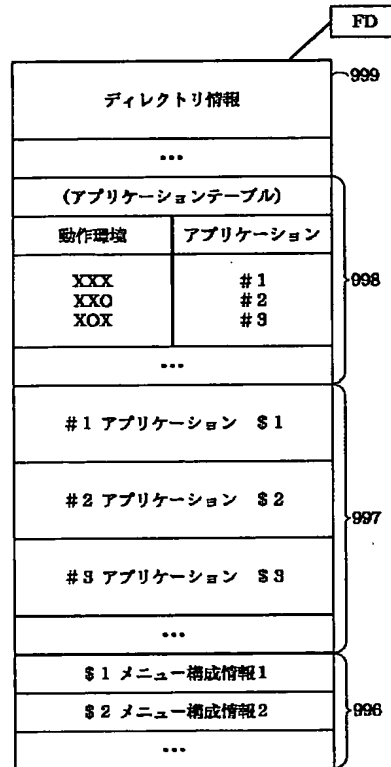 FD
999
ディレクトリ情報
...
(アプリケーションテーブル)
動作環境 アプリケーション
XXX #1
XXO #2
XOX #3
998
...
#1 アプリケーション $1
#2 アプリケーション $2
997
#3 アプリケーション $3
...
$1 メニュー構成情報1
$2 メニュー構成情報2
996
...